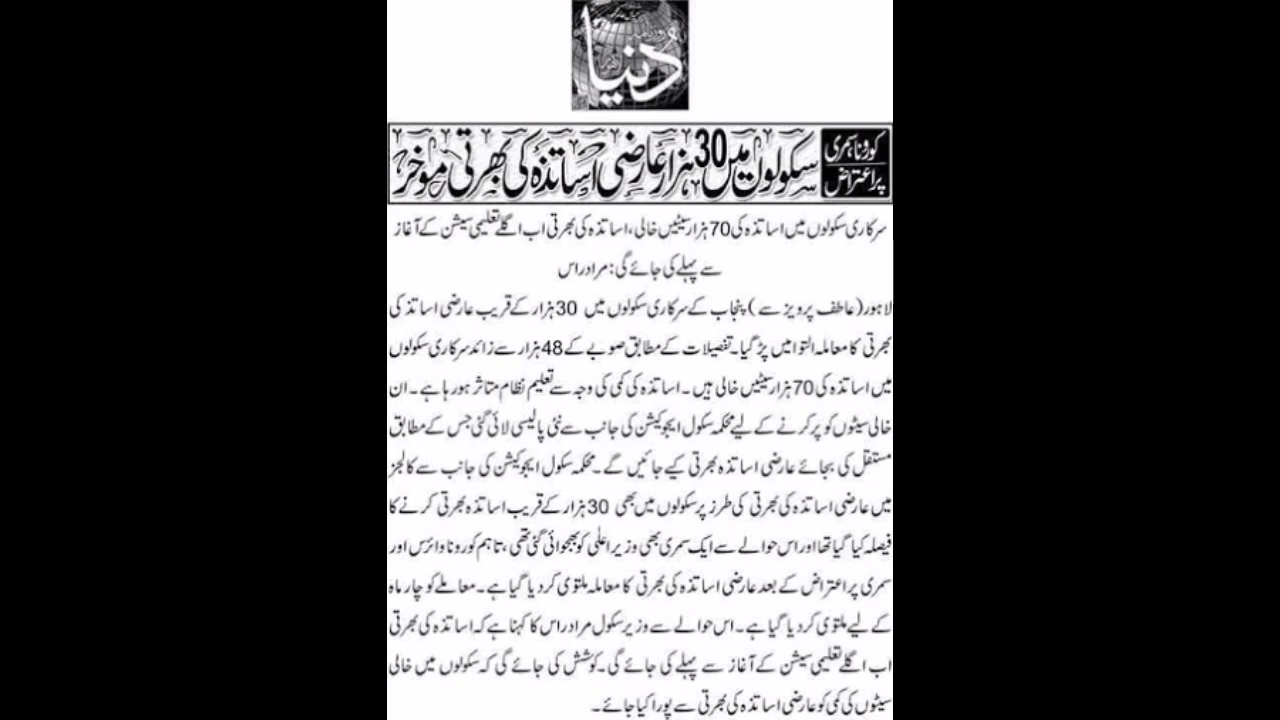 دنیا
کورونا، سمری
پر اعتراض
سکولوں میں 30 ہزار عارضی اساتذہ کی بھرتی موخر
سرکاری سکولوں میں اساتذہ کی 70 ہزار سیٹیں خالی، اساتذہ کی بھرتی اب اگلے تعلیمی سیشن کے آغاز
سے پہلے کی جائے گی: مراد راس
لاہور (عاطف پرویز سے) پنجاب کے سرکاری سکولوں میں 30 ہزار کے قریب عارضی اساتذہ کی
بھرتی کا معاملہ التوا میں پڑ گیا۔ تفصیلات کے مطابق صوبے کے 48 ہزار سے زائد سرکاری سکولوں
میں اساتذہ کی 70 ہزار سیٹیں خالی ہیں۔ اساتذہ کی کمی کی وجہ سے تعلیم نظام متاثر ہو رہا ہے۔ ان
خالی سیٹوں کو پر کرنے کے لیے محکمہ سکول ایجوکیشن کی جانب سے نئی پالیسی لائی گئی جس کے مطابق
مستقل کی بجائے عارضی اساتذہ بھرتی کیے جائیں گے۔ محکمہ سکول ایجوکیشن کی جانب سے کالجز
میں عارضی اساتذہ کی بھرتی کی طرز پر سکولوں میں بھی 30 ہزار کے قریب اساتذہ بھرتی کرنے کا
فیصلہ کیا گیا تھا اور اس حوالے سے ایک سمری بھی وزیر اعلٰی کو بھجوائی گئی تھی، تاہم کورونا وائرس اور
سمری پر اعتراض کے بعد عارضی اساتذہ کی بھرتی کا معاملہ ملتوی کر دیا گیا ہے۔ معاملے کو چار ماہ
کے لیے ملتوی کر دیا گیا ہے۔ اس حوالے سے وزیر سکول مراد راس کا کہنا ہے کہ اساتذہ کی بھرتی
اب اگلے تعلیمی سیشن کے آغاز سے پہلے کی جائے گی۔ کوشش کی جائے گی کہ سکولوں میں خالی
سیٹوں کی کمی کو عارضی اساتذہ کی بھرتی سے پورا کیا جائے۔